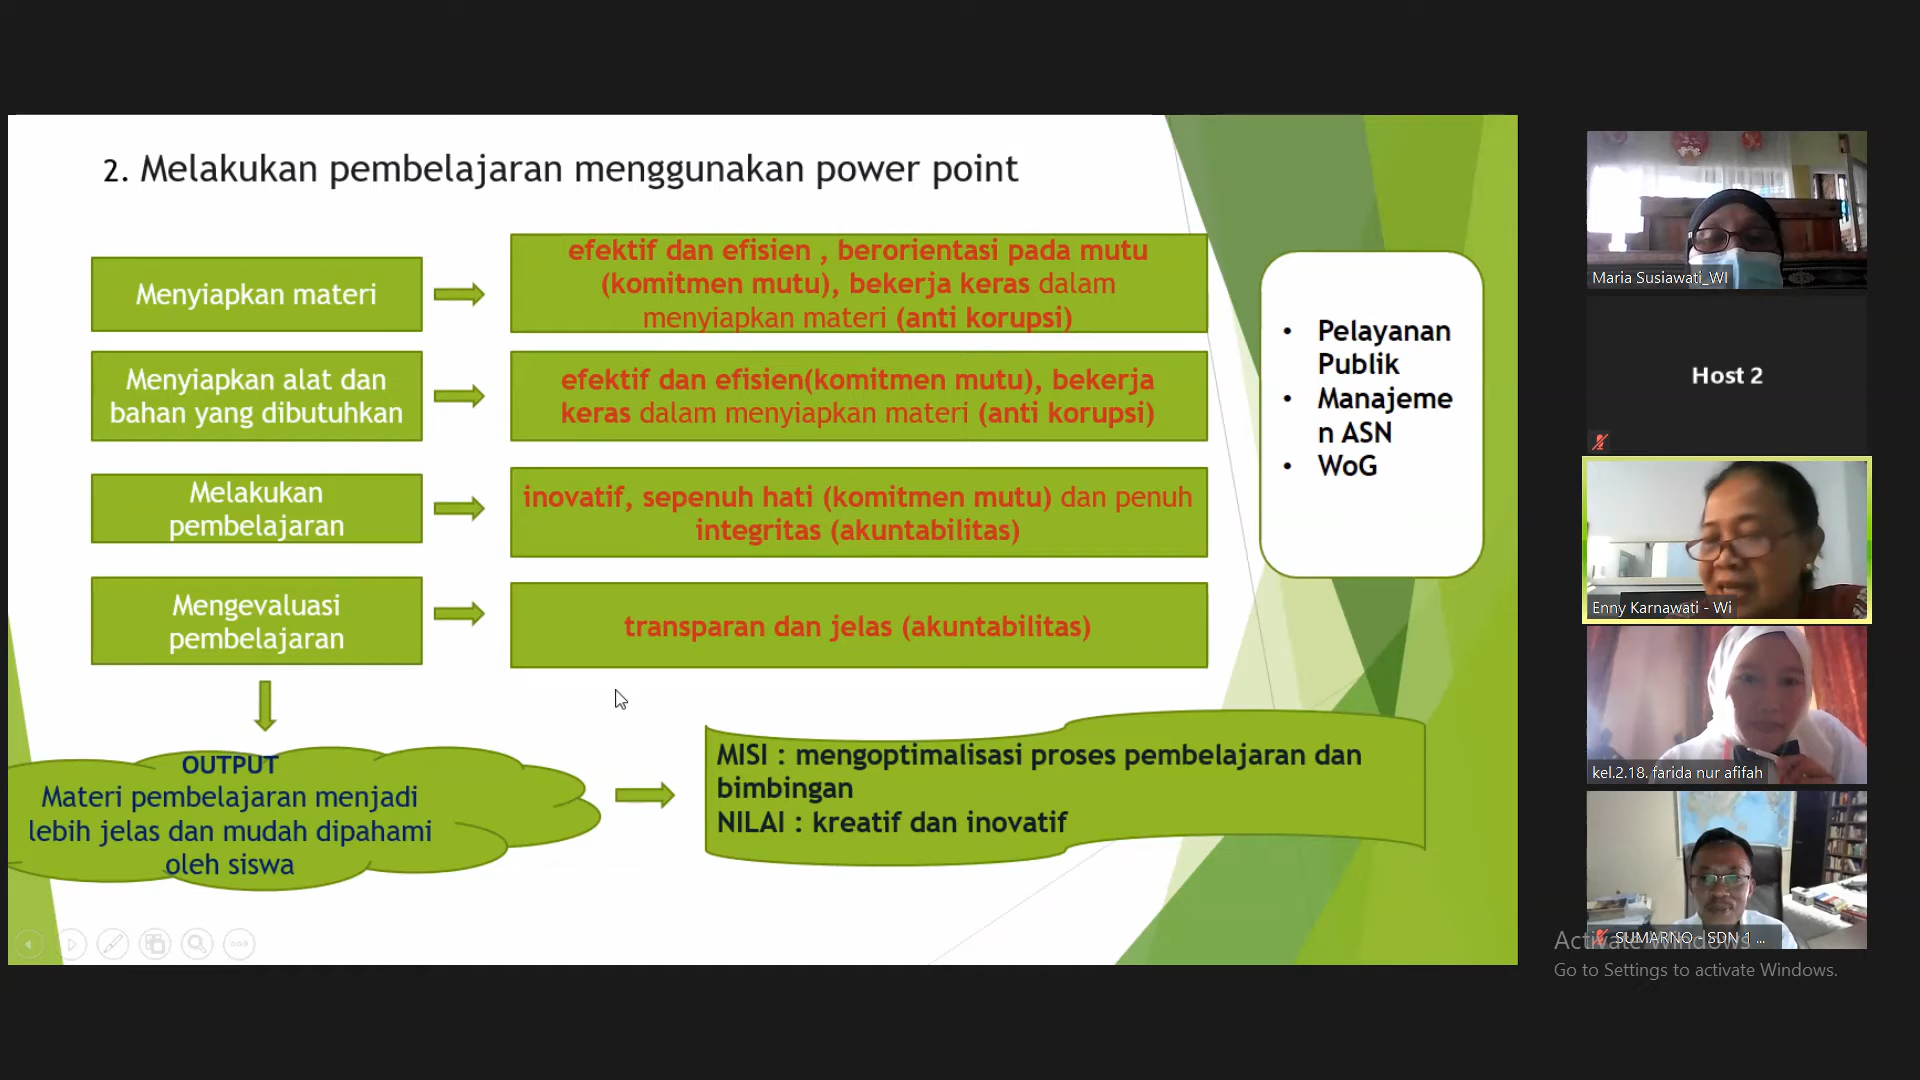 2. Melakukan pembelajaran menggunakan power point
Menyiapkan materi
efektif dan efisien , berorientasi pada mutu
(komitmen mutu), bekerja keras dalam
menyiapkan materi (anti korupsi)
Menyiapkan alat dan
bahan yang dibutuhkan
efektif dan efisien(komitmen mutu), bekerja
keras dalam menyiapkan materi (anti korupsi)
Melakukan
pembelajaran
inovatif, sepenuh hati (komitmen mutu) dan penuh
integritas (akuntabilitas)
Mengevaluasi
pembelajaran
transparan dan jelas (akuntabilitas)
OUTPUT
Materi pembelajaran menjadi
lebih jelas dan mudah dipahami
oleh siswa
MISI : mengoptimalisasi proses pembelajaran dan
bimbingan
NILAI : kreatif dan inovatif
• Pelayanan
Publik
• Manajeme
n ASN
• WoG
Maria Susiawati_WI
Host 2
Enny Karnawati - Wi
kel.2.18. farida nur afifah
SUMARNO - SDN 1 ...
Activate Windows
Go to Settings to activate Windows.